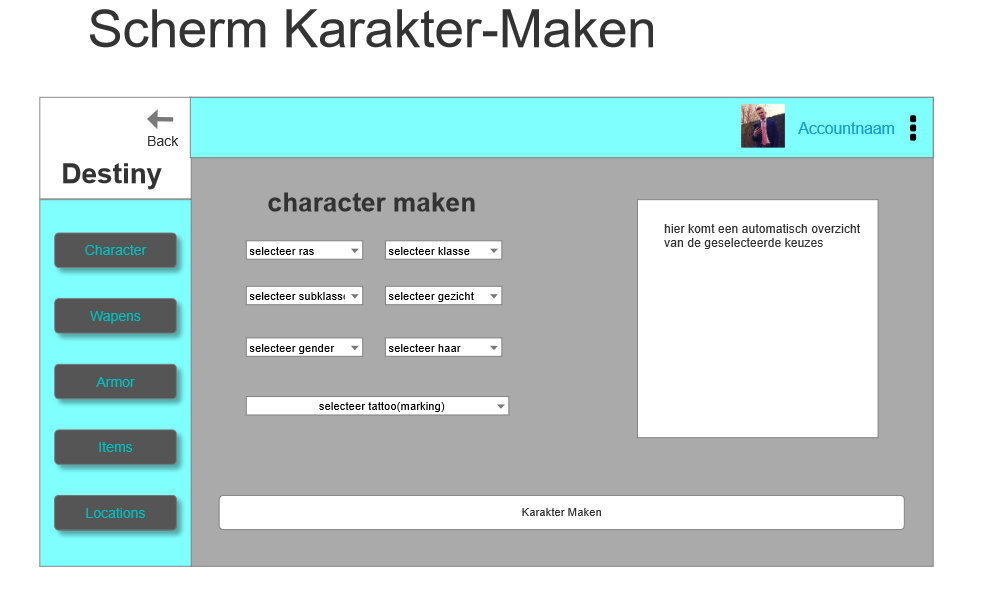 Scherm Karakter-Maken
Back
Destiny
Accountnaam
Character
Wapens
Armor
Items
Locations
character maken
selecteer ras
selecteer klasse
selecteer subklass
selecteer gezicht
selecteer gender
selecteer haar
selecteer tattoo(marking)
hier komt een automatisch overzicht
van de geselecteerde keuzes
Karakter Maken